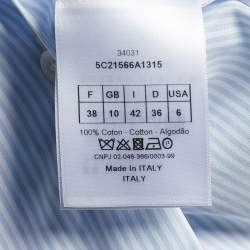 34031
5C21566A1315
F GB I D USA
38 10 42 36 6
100% Coton - Cotton - Algodão
CNPJ 02-048-366/0003-99
Made in ITALY
ITALY